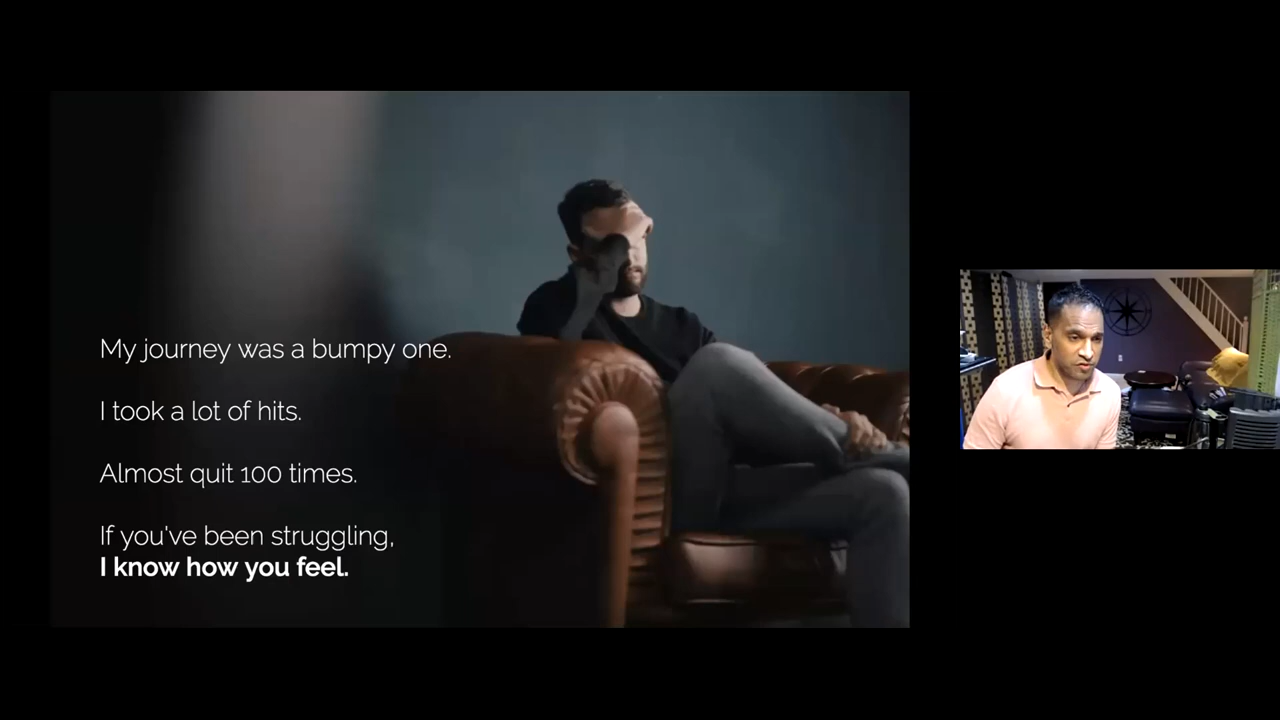 My journey was a bumpy one.
I took a lot of hits.
Almost quit 100 times.
If you've been struggling,
I know how you feel.